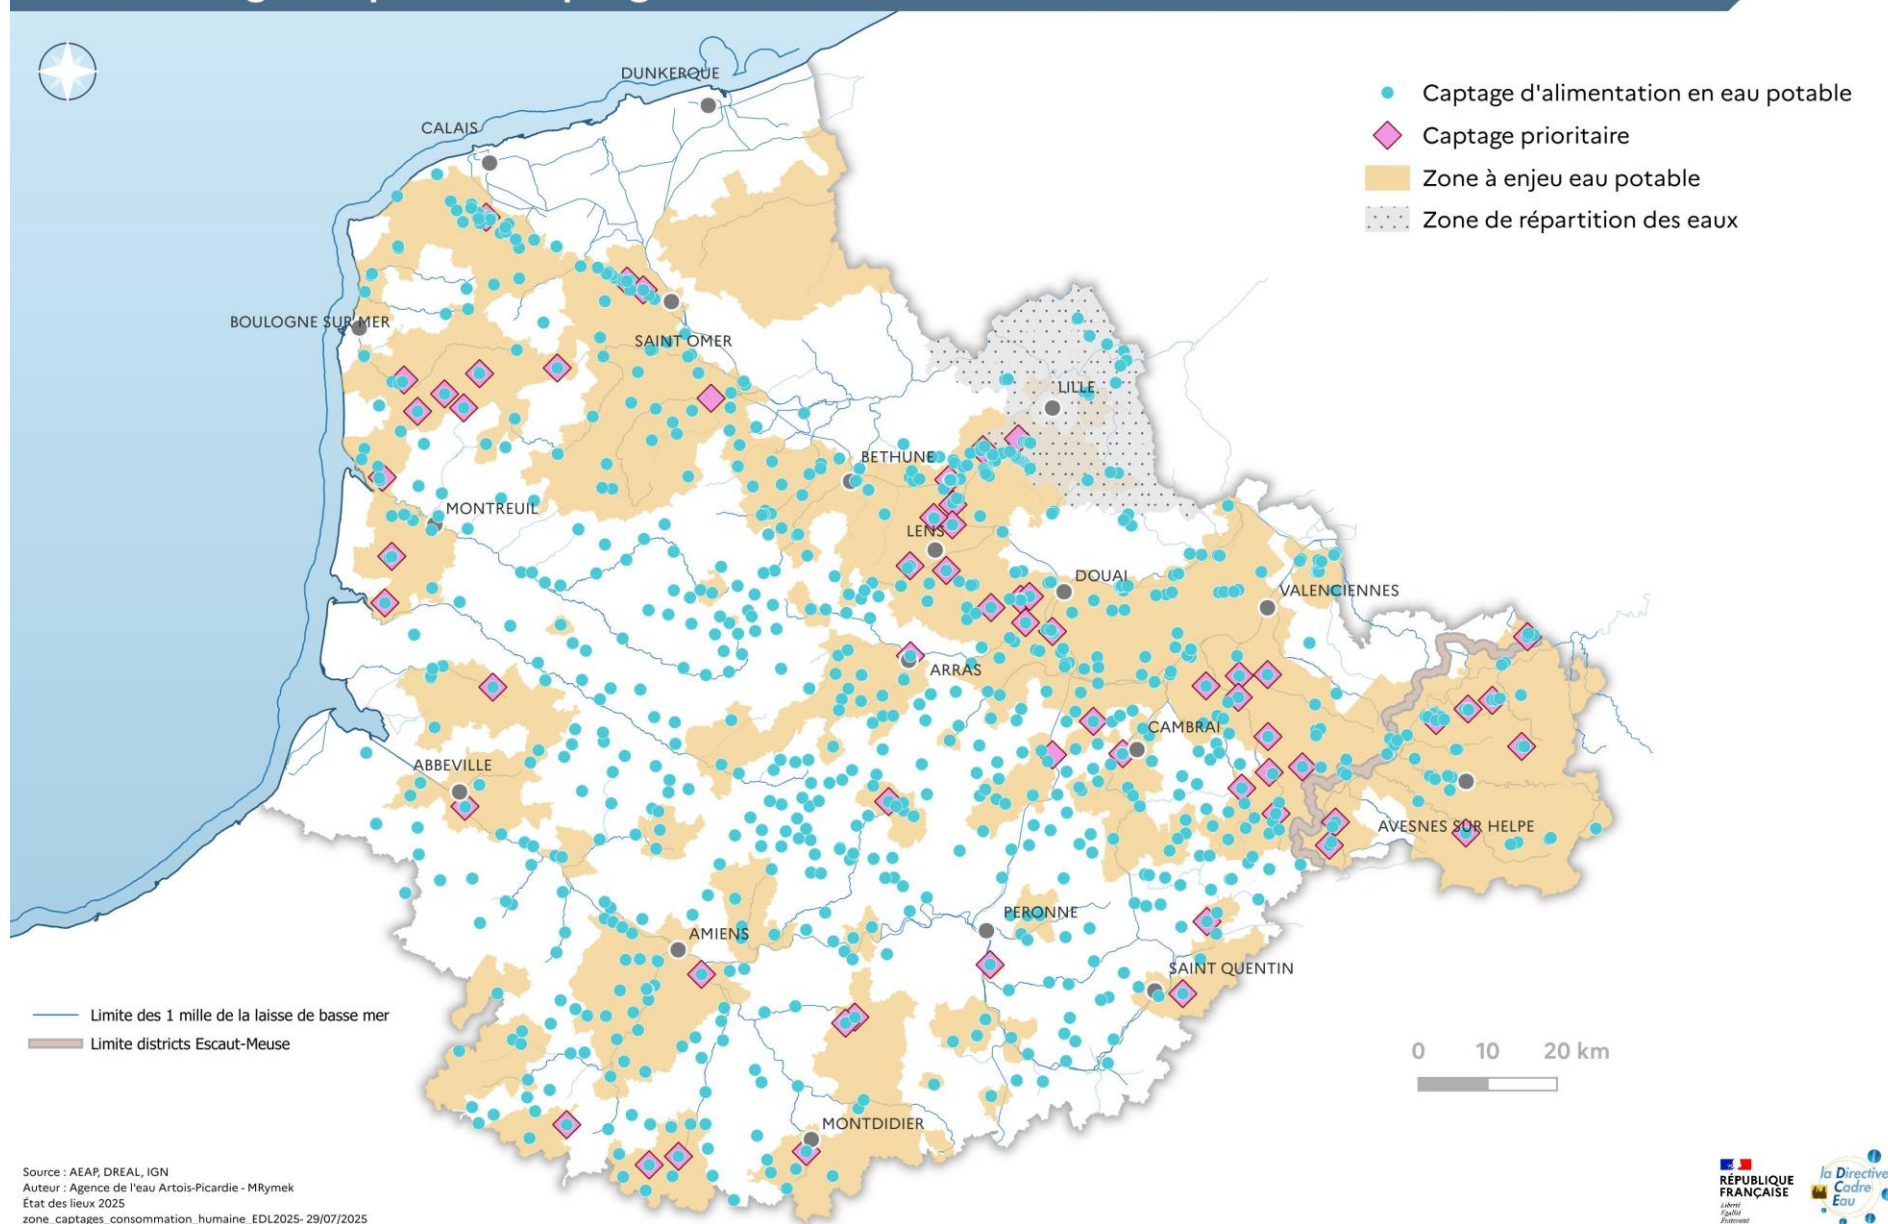 DUNKERQUE
CALAIS
Captage d'alimentation en eau potable
Captage prioritaire
Zone à enjeu eau potable
Zone de répartition des eaux
BOULOGNE SUR MER
SAINT OMER
LILLE
BETHUNE
MONTREUIL
LENS
DOUAI
VALENCIENNES
ARRAS
CAMBRAI
ABBEVILLE
AVESNES SUR HELPE
PERONNE
AMIENS
SAINT QUENTIN
Limite des 1 mille de la laisse de basse mer
Limite districts Escaut-Meuse
0 10 20 km
MONTDIDIER
Source : AEAP, DREAL, IGN
Auteur : Agence de l'eau Artois-Picardie - MRymek
État des lieux 2025
zone_captages_consommation_humaine_EDL2025- 29/07/2025
RÉPUBLIQUE
FRANÇAISE
Liberté
Égalité
Fraternité
la Directive
Cadre
Eau